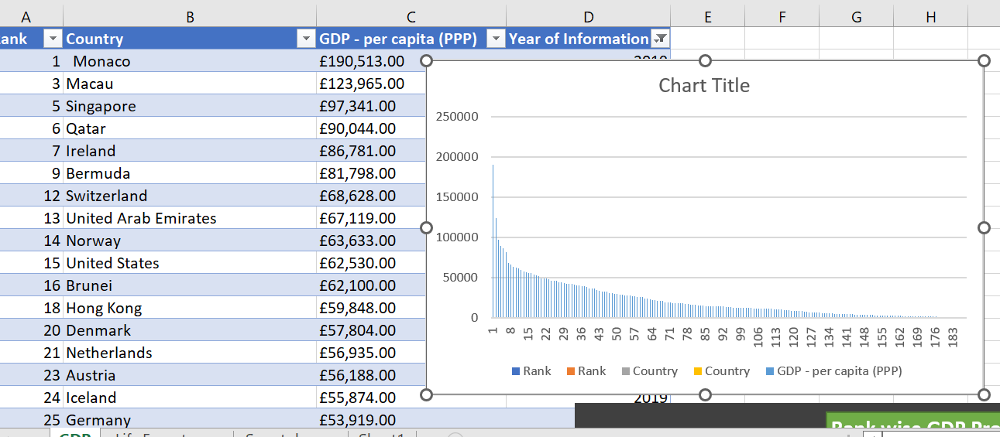 A B C D E F G H
ank Country GDP - per capita (PPP) Year of Information
1 Monaco £190,513.00 2019
3 Macau £123,965.00
5 Singapore £97,341.00
6 Qatar £90,044.00
7 Ireland £86,781.00
9 Bermuda £81,798.00
12 Switzerland £68,628.00
13 United Arab Emirates £67,119.00
14 Norway £63,633.00
15 United States £62,530.00
16 Brunei £62,100.00
18 Hong Kong £59,848.00
20 Denmark £57,804.00
21 Netherlands £56,935.00
23 Austria £56,188.00
24 Iceland £55,874.00 2019
25 Germany £53,919.00
Chart Title
250000
200000
150000
100000
50000
0
1 8 15 22 29 36 43 50 57 64 71 78 85 92 99 106 113 120 127 134 141 148 155 162 169 176 183
Rank Rank Country Country GDP - per capita (PPP)
Rank wise GDP Pro
GDP Sheet1